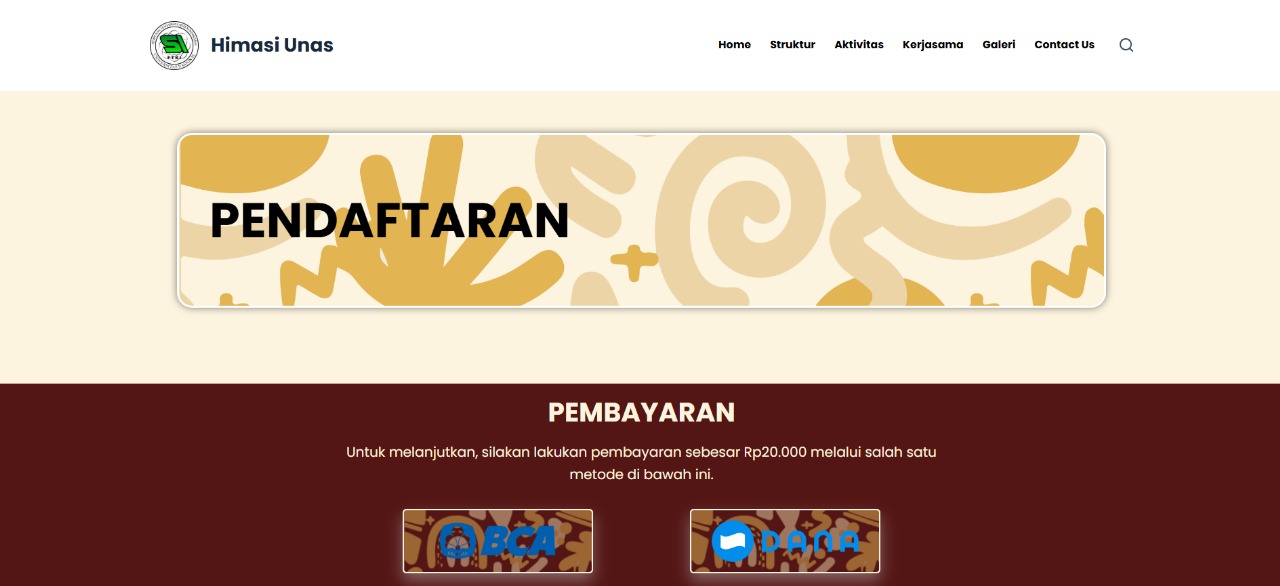 Himasi Unas
Home Struktur Aktivitas Kerjasama Galeri Contact Us
PENDAFTARAN
PEMBAYARAN
Untuk melanjutkan, silakan lakukan pembayaran sebesar Rp20.000 melalui salah satu
metode di bawah ini.
BCA DANA